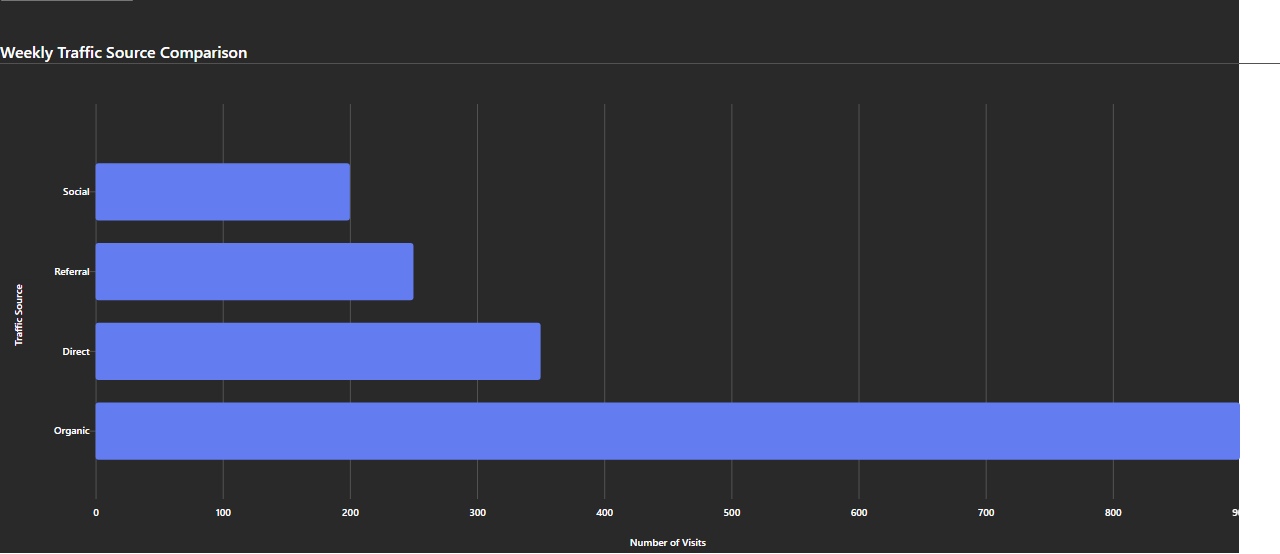 Weekly Traffic Source Comparison
Social
Referral
Direct
Organic
Traffic Source
0 100 200 300 400 500 600 700 800
Number of Visits